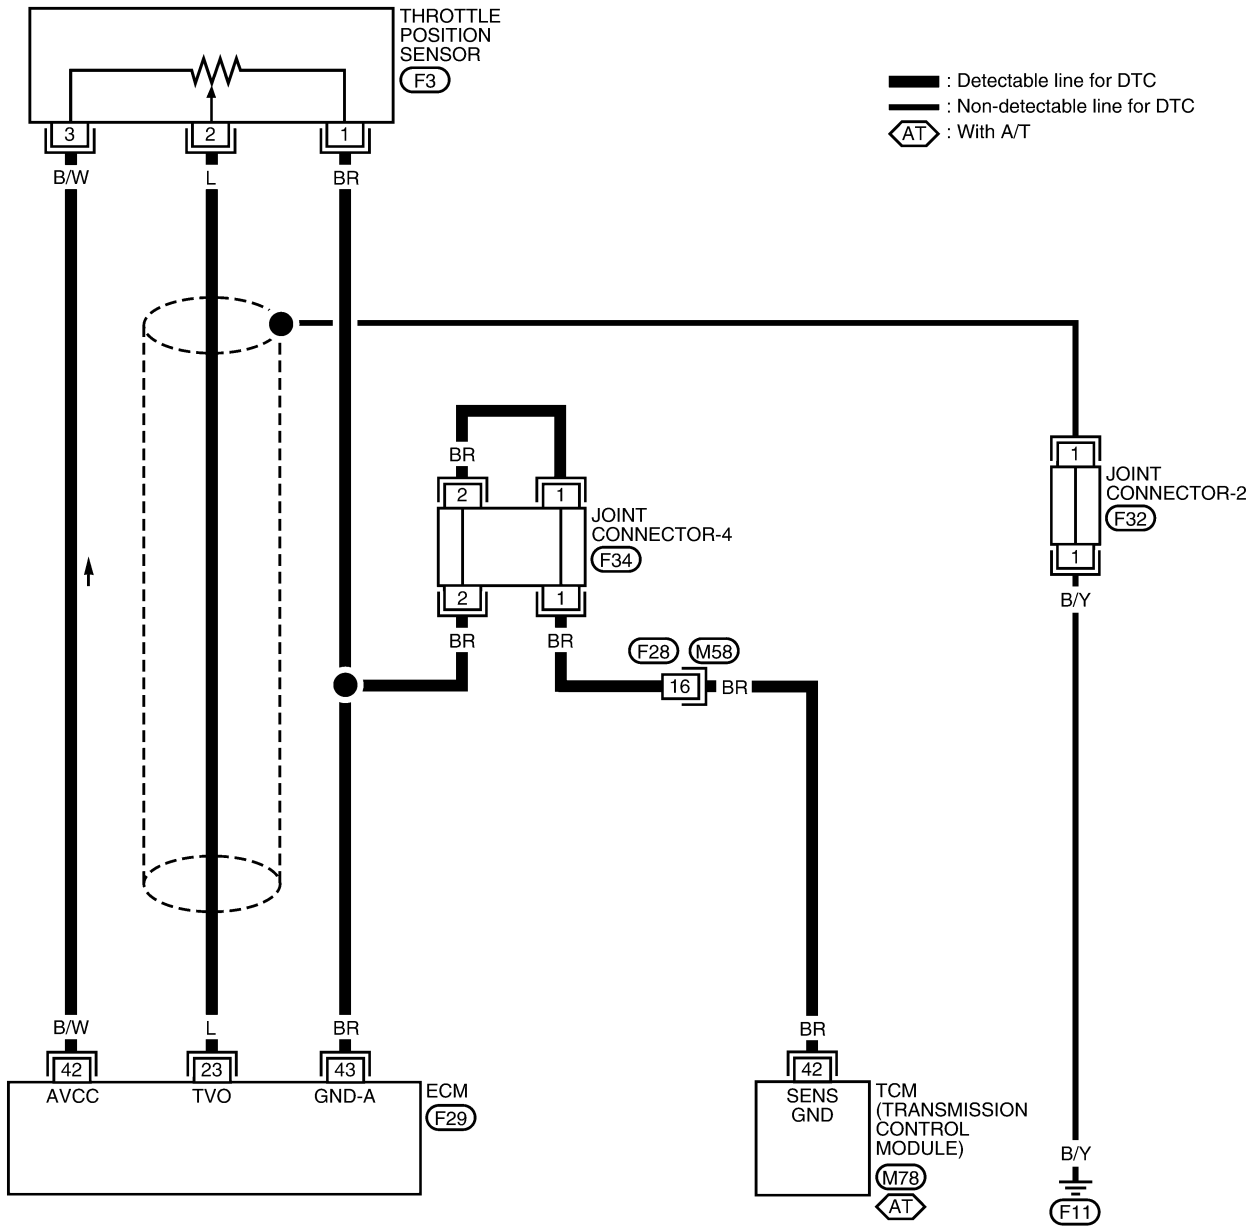 THROTTLE
POSITION
SENSOR
F3
: Detectable line for DTC
: Non-detectable line for DTC
AT : With A/T
3 2 1
B/W L BR
BR
2 1
JOINT
CONNECTOR-4
F34
2 1
BR BR
1
JOINT
CONNECTOR-2
F32
1
B/Y
F28 M58
16 BR
B/W L BR
42 23 43
AVCC TVO GND-A
ECM
F29
BR
42
SENS
GND
TCM
(TRANSMISSION
CONTROL
MODULE)
M78
AT
B/Y
F11